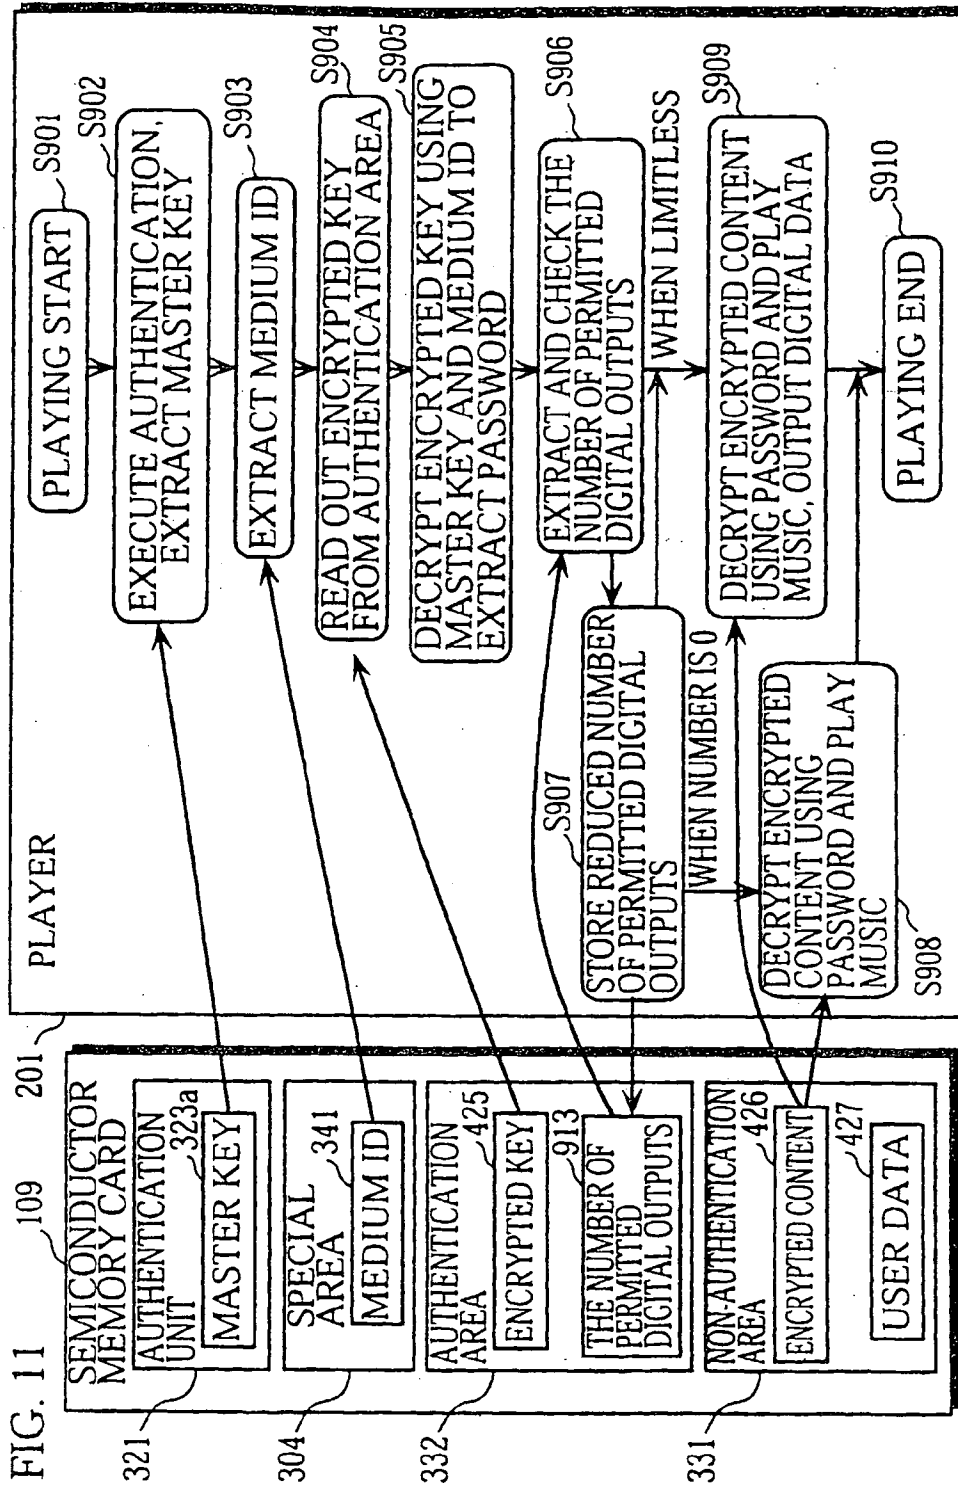 FIG. 11
109
201
SEMICONDUCTOR
MEMORY CARD
321
AUTHENTICATION
UNIT
323a
MASTER KEY
304
SPECIAL
AREA
341
MEDIUM ID
332
AUTHENTICATION
AREA
425
ENCRYPTED KEY
913
THE NUMBER OF
PERMITTED
DIGITAL OUTPUTS
331
NON-AUTHENTICATION
AREA
426
ENCRYPTED CONTENT
427
USER DATA
PLAYER
PLAYING START
S901
EXECUTE AUTHENTICATION,
EXTRACT MASTER KEY
S902
EXTRACT MEDIUM ID
S903
READ OUT ENCRYPTED KEY
FROM AUTHENTICATION AREA
S904
DECRYPT ENCRYPTED KEY USING
MASTER KEY AND MEDIUM ID TO
EXTRACT PASSWORD
S905
EXTRACT AND CHECK THE
NUMBER OF PERMITTED
DIGITAL OUTPUTS
S906
S907
STORE REDUCED NUMBER
OF PERMITTED DIGITAL
OUTPUTS
WHEN LIMITLESS
WHEN NUMBER IS 0
DECRYPT ENCRYPTED
CONTENT USING
PASSWORD AND PLAY
MUSIC
S908
DECRYPT ENCRYPTED CONTENT
USING PASSWORD AND PLAY
MUSIC, OUTPUT DIGITAL DATA
S909
PLAYING END
S910